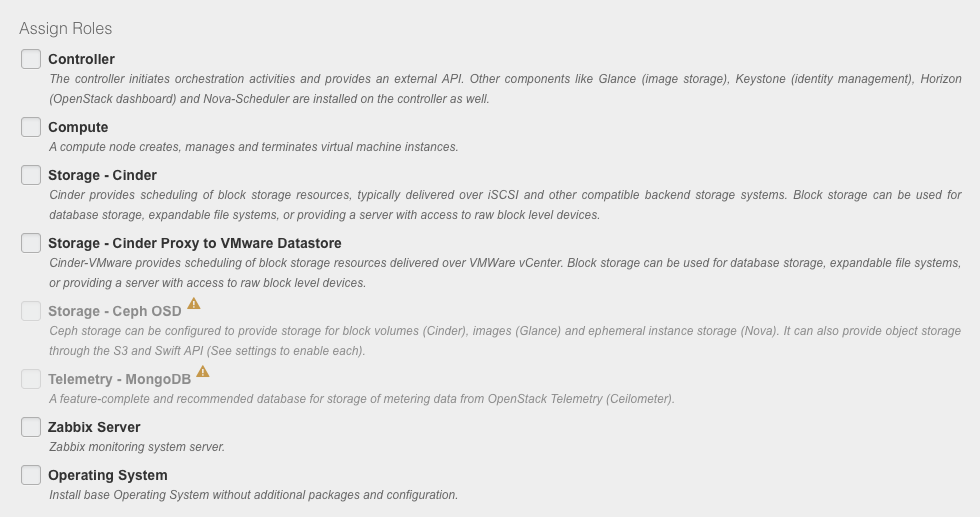 Assign Roles
Controller
The controller initiates orchestration activities and provides an external API. Other components like Glance (image storage), Keystone (identity management), Horizon
(OpenStack dashboard) and Nova-Scheduler are installed on the controller as well.
Compute
A compute node creates, manages and terminates virtual machine instances.
Storage - Cinder
Cinder provides scheduling of block storage resources, typically delivered over iSCSI and other compatible backend storage systems. Block storage can be used for
database storage, expandable file systems, or providing a server with access to raw block level devices.
Storage - Cinder Proxy to VMware Datastore
Cinder-VMware provides scheduling of block storage resources delivered over VMWare vCenter. Block storage can be used for database storage, expandable file systems,
or providing a server with access to raw block level devices.
Storage - Ceph OSD
Ceph storage can be configured to provide storage for block volumes (Cinder), images (Glance) and ephemeral instance storage (Nova). It can also provide object storage
through the S3 and Swift API (See settings to enable each).
Telemetry - MongoDB
A feature-complete and recommended database for storage of metering data from OpenStack Telemetry (Ceilometer).
Zabbix Server
Zabbix monitoring system server.
Operating System
Install base Operating System without additional packages and configuration.